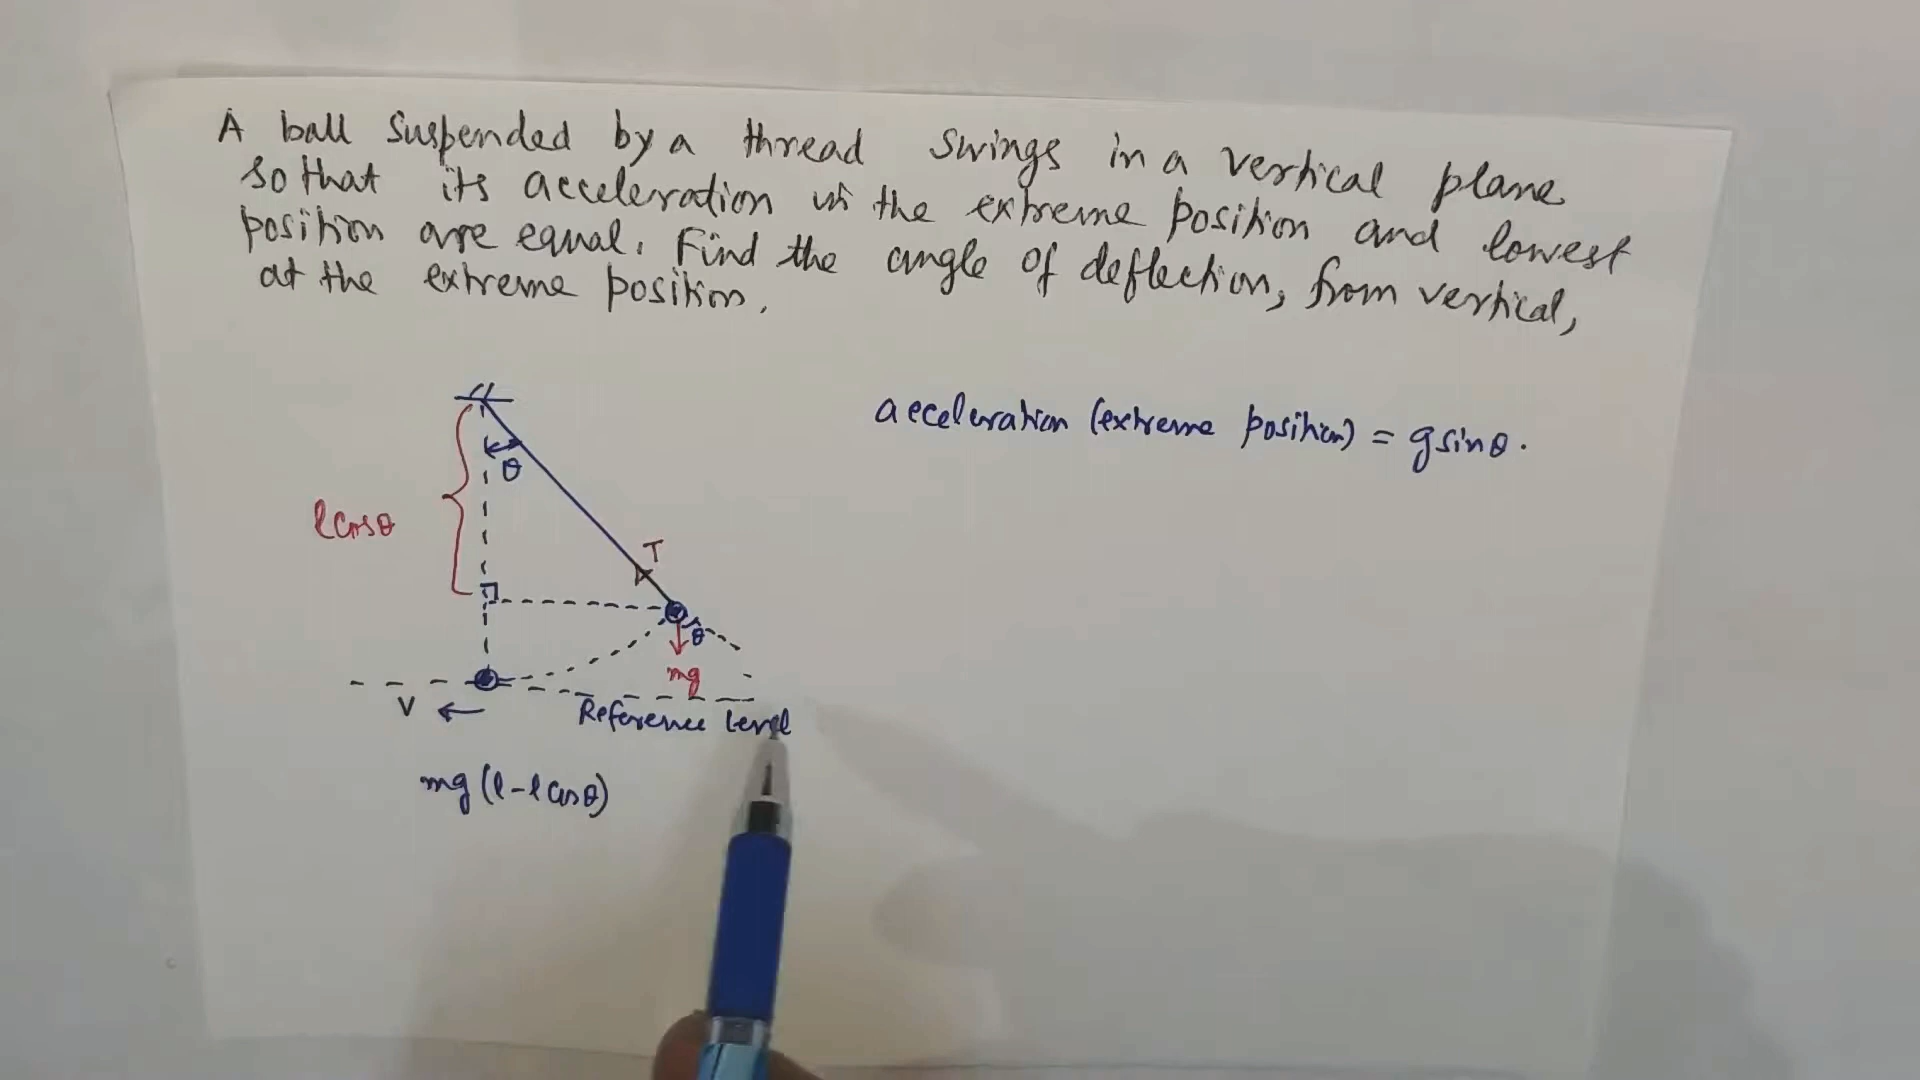 A ball suspended by a thread swings in a vertical plane
so that its acceleration in the extreme position and lowest
position are equal. Find the angle of deflection, from vertical,
at the extreme position.
acceleration (extreme position) = g sinθ.
θ
l cosθ
T
θ
mg
V
Reference Level
mg (l - l cosθ)